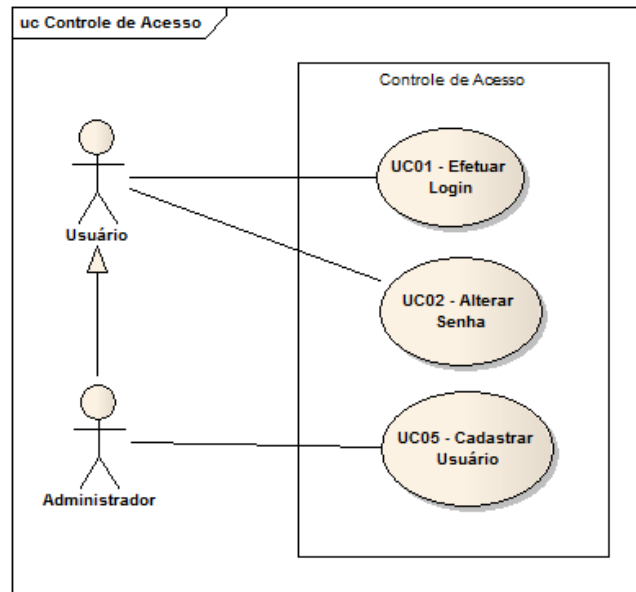 uc Controle de Acesso
Controle de Acesso
UC01 - Efetuar
Login
Usuário
UC02 - Alterar
Senha
UC05 - Cadastrar
Usuário
Administrador